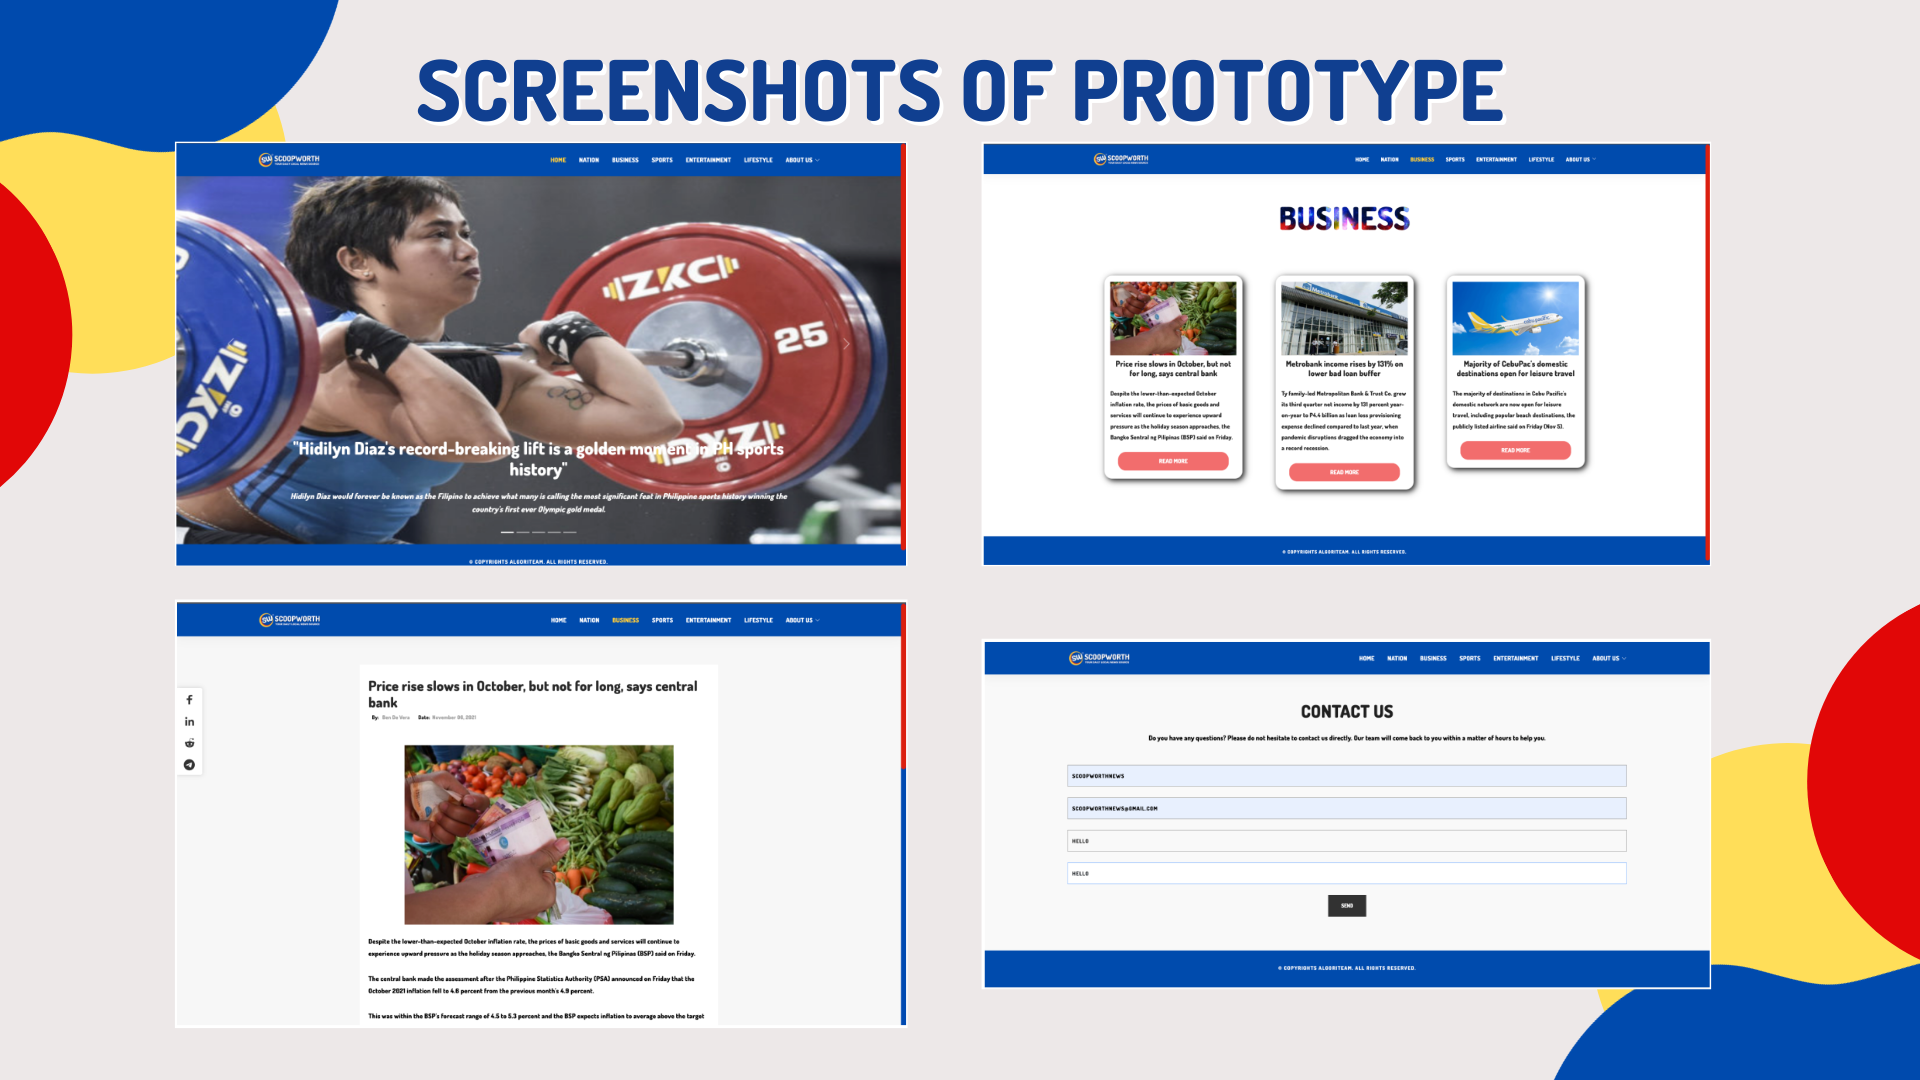 SCREENSHOTS OF PROTOTYPE
SW SCOOPWORTH
HOME NATION BUSINESS SPORTS ENTERTAINMENT LIFESTYLE ABOUT US
ZKC
25
ZKC
ZKC
"Hidilyn Diaz's record-breaking lift is a golden moment in PH sports
history"
Hidilyn Diaz would forever be known as the Filipino to achieve what many is calling the most significant feat in Philippine sports history winning the
country's first ever Olympic gold medal.
© COPYRIGHTS ALGORITEAM. ALL RIGHTS RESERVED.
SW SCOOPWORTH
HOME NATION BUSINESS SPORTS ENTERTAINMENT LIFESTYLE ABOUT US
BUSINESS
Price rise slows in October, but not
for long, says central bank
Despite the lower-than-expected October
inflation rate, the prices of basic goods and
services will continue to experience upward
pressure as the holiday season approaches, the
Bangko Sentral ng Pilipinas (BSP) said on Friday.
READ MORE
Metrobank income rises by 131% on
lower bad loan buffer
Ty family-led Metropolitan Bank & Trust Co. grew
its third quarter net income by 131 percent year-
on-year to P4.4 billion as loan loss provisioning
expense declined compared to last year, when
pandemic disruptions dragged the economy into
a record recession.
READ MORE
Majority of CebuPac's domestic
destinations open for leisure travel
The majority of destinations in Cebu Pacific's
domestic network are now open for leisure
travel, including popular beach destinations, the
publicly listed airline said on Friday (Nov 5).
READ MORE
© COPYRIGHTS ALGORITEAM. ALL RIGHTS RESERVED.
SW SCOOPWORTH
HOME NATION BUSINESS SPORTS ENTERTAINMENT LIFESTYLE ABOUT US
Price rise slows in October, but not for long, says central
bank
By: Ben De Vera Date: November 06, 2021
Despite the lower-than-expected October inflation rate, the prices of basic goods and services will continue to
experience upward pressure as the holiday season approaches, the Bangko Sentral ng Pilipinas (BSP) said on Friday.
The central bank made the assessment after the Philippine Statistics Authority (PSA) announced on Friday that the
October 2021 inflation fell to 4.6 percent from the previous month's 4.9 percent.
This was within the BSP's forecast range of 4.5 to 5.3 percent and the BSP expects inflation to average above the target
SW SCOOPWORTH
HOME NATION BUSINESS SPORTS ENTERTAINMENT LIFESTYLE ABOUT US
CONTACT US
Do you have any questions? Please do not hesitate to contact us directly. Our team will come back to you within a matter of hours to help you.
SCOOPWORTHNEWS
SCOOPWORTHNEWS@GMAIL.COM
HELLO
HELLO
SEND
© COPYRIGHTS ALGORITEAM. ALL RIGHTS RESERVED.